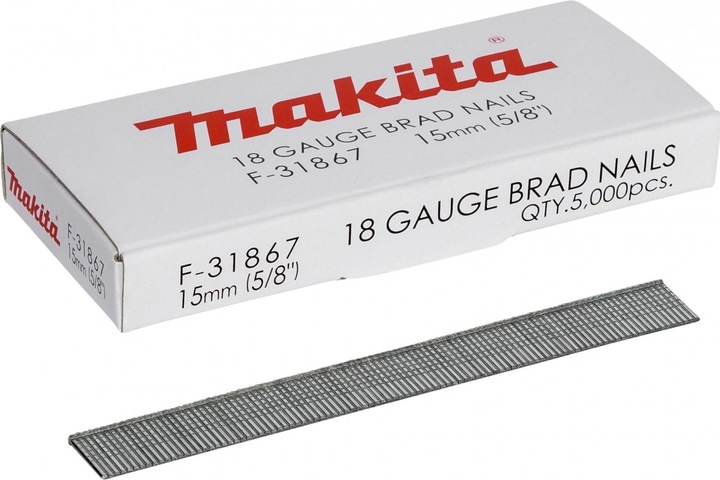 makita®
18 GAUGE BRAD NAILS
F-31867 15mm (5/8")
makita
F-31867
15mm (5/8")
F-31867
15mm (5/8")
18 GAUGE BRAD NAILS
QTY.5,000pcs.